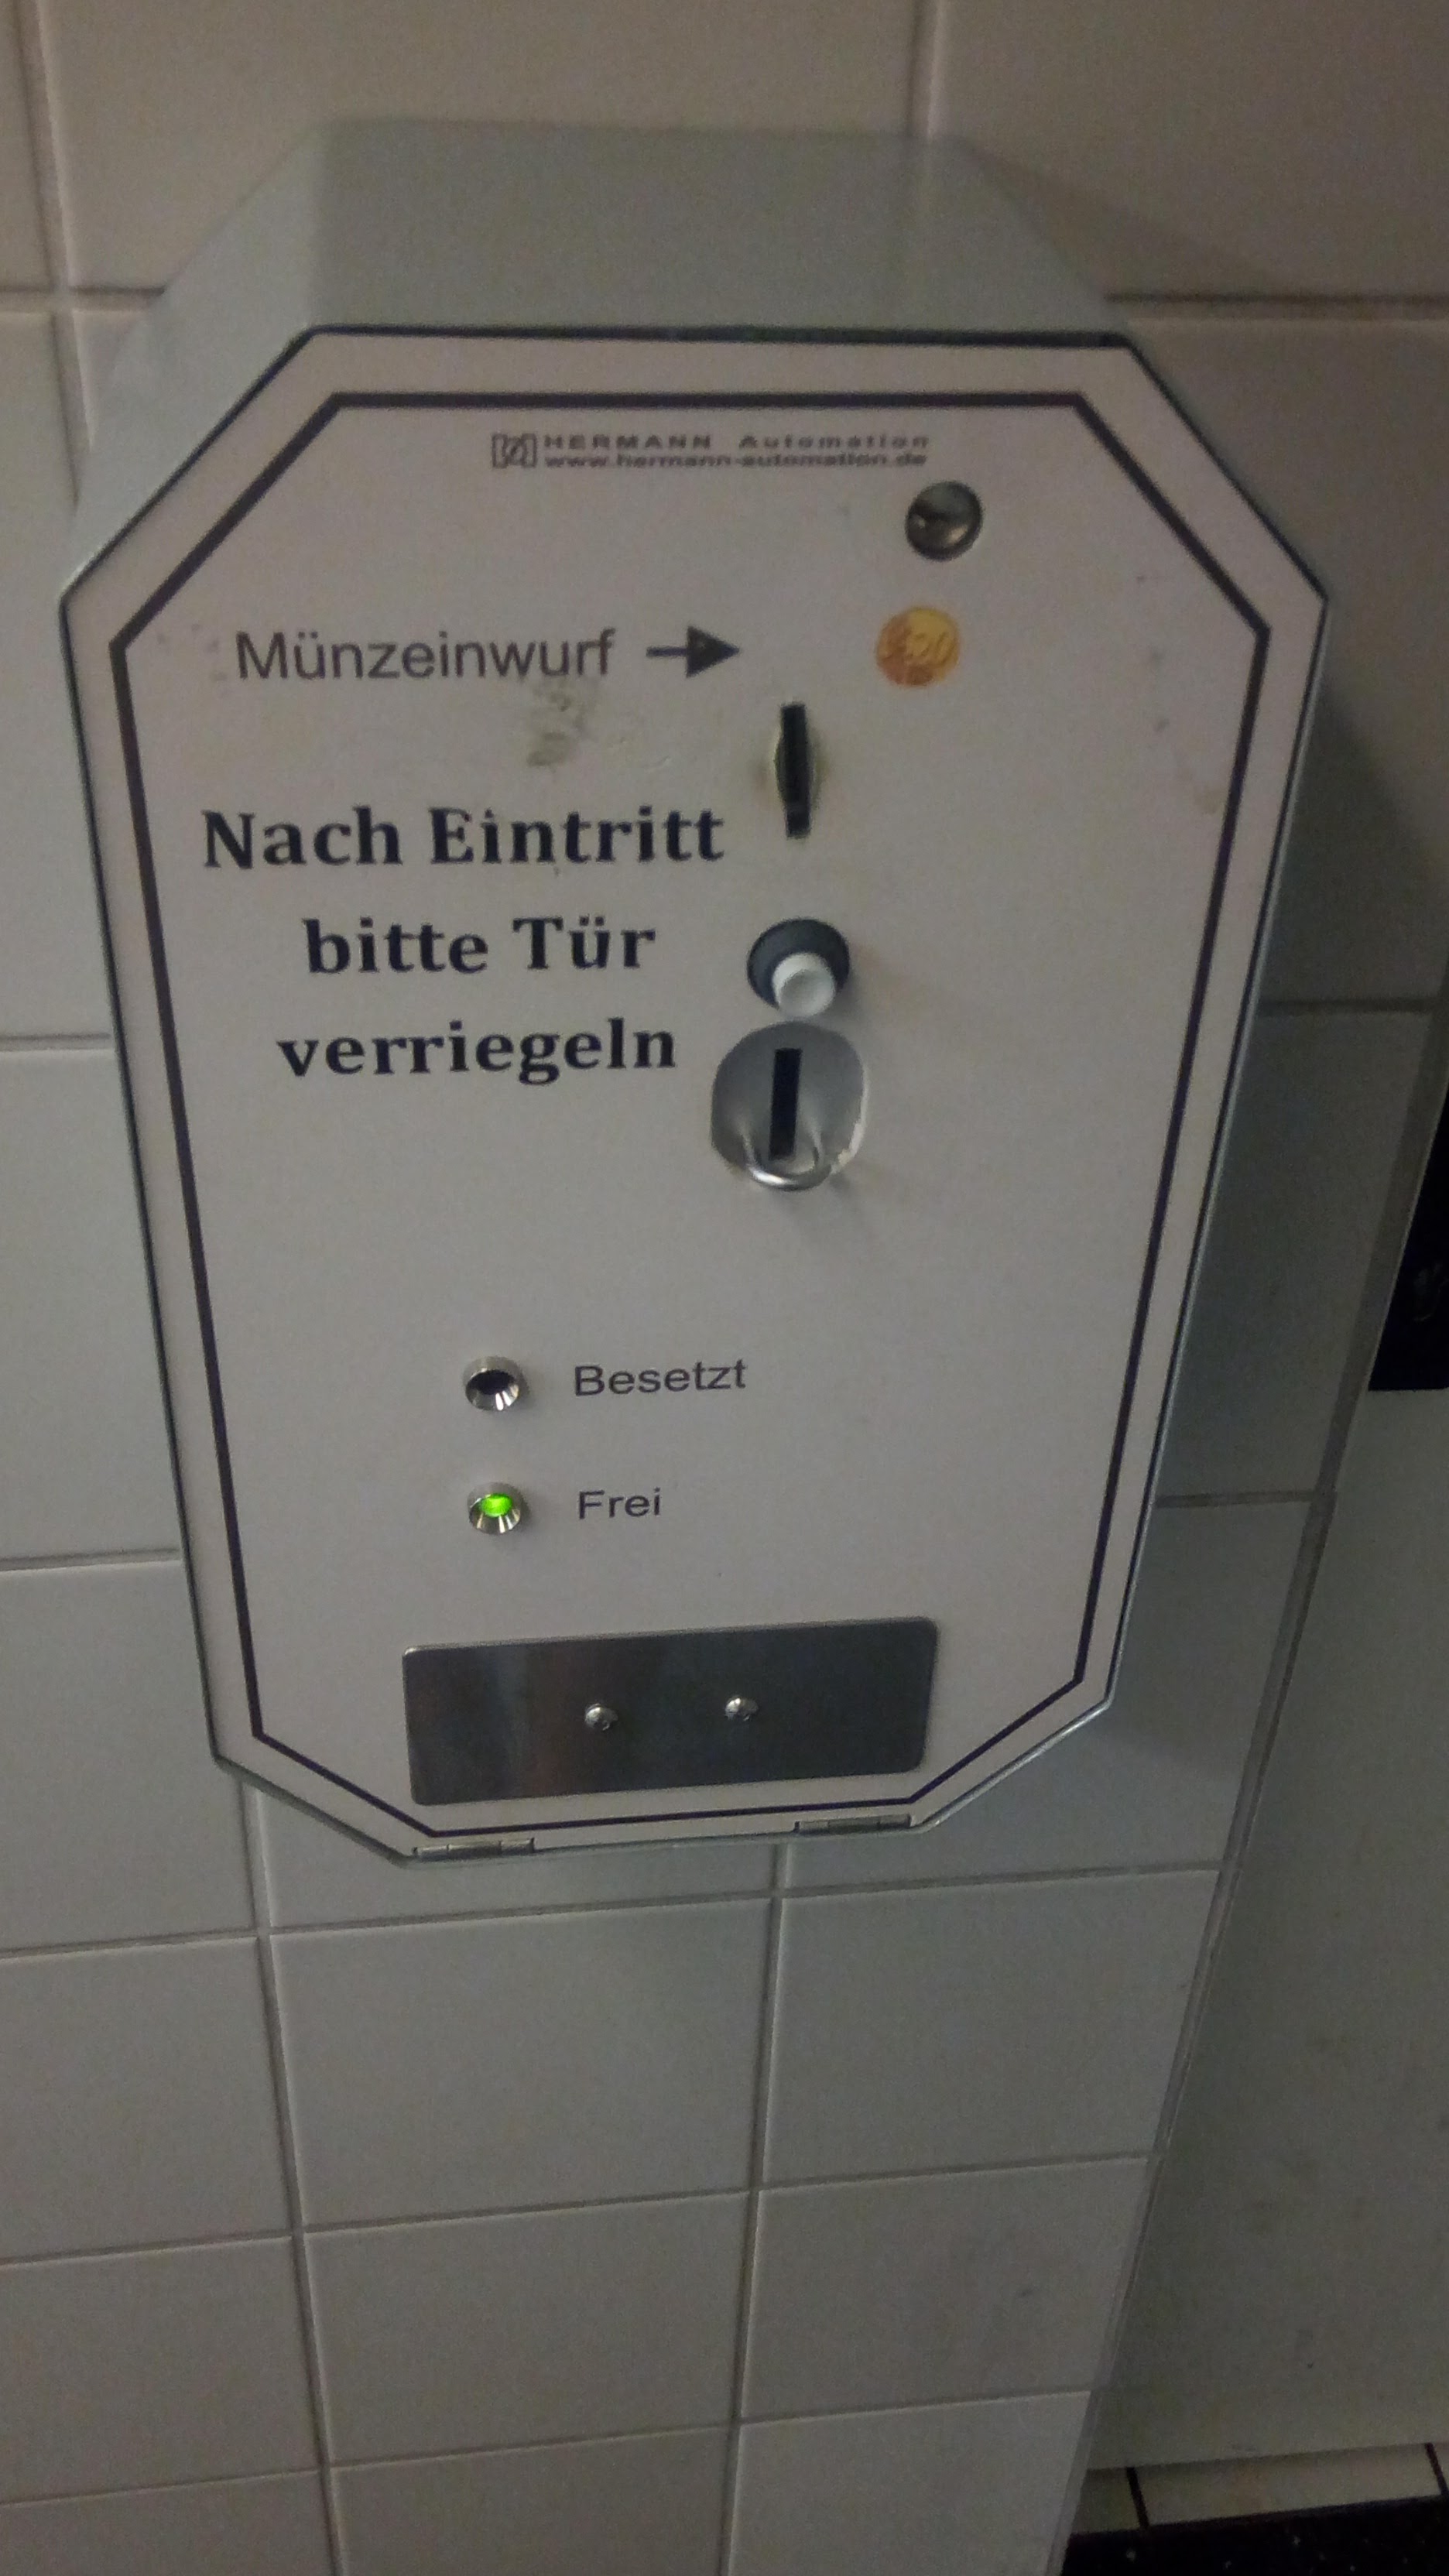 HERMANN Automation
www.hermann-automation.de
Münzeinwurf
Nach Eintritt
bitte Tür
verriegeln
Besetzt
Frei